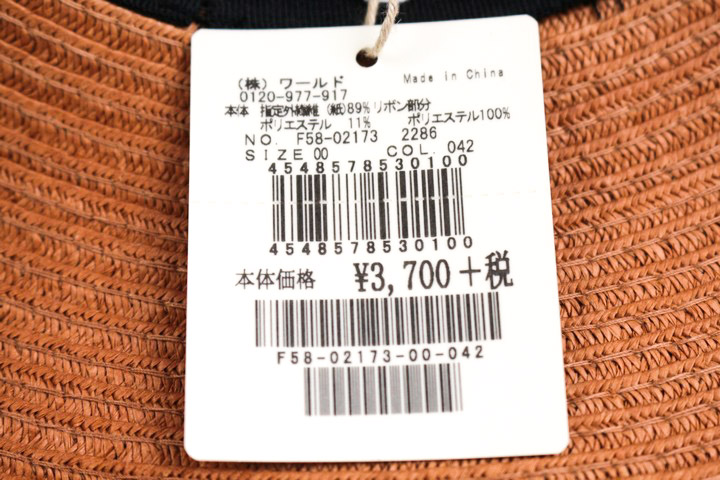 (株) ワールド Made in China
0120-977-917
本体 指定外繊維 (紙)89% リボン部分
ポリエステル 11% ポリエステル100%
NO. F58-02173 2286
SIZE 00 COL. 042
4548578530100
4548578530100
本体価格 ¥3,700+税
F58-02173-00-042